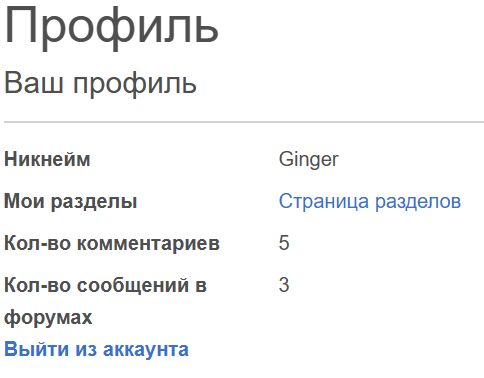 Профиль
Ваш профиль
Никнейм Ginger
Мои разделы Страница разделов
Кол-во комментариев 5
Кол-во сообщений в 3
форумах
Выйти из аккаунта